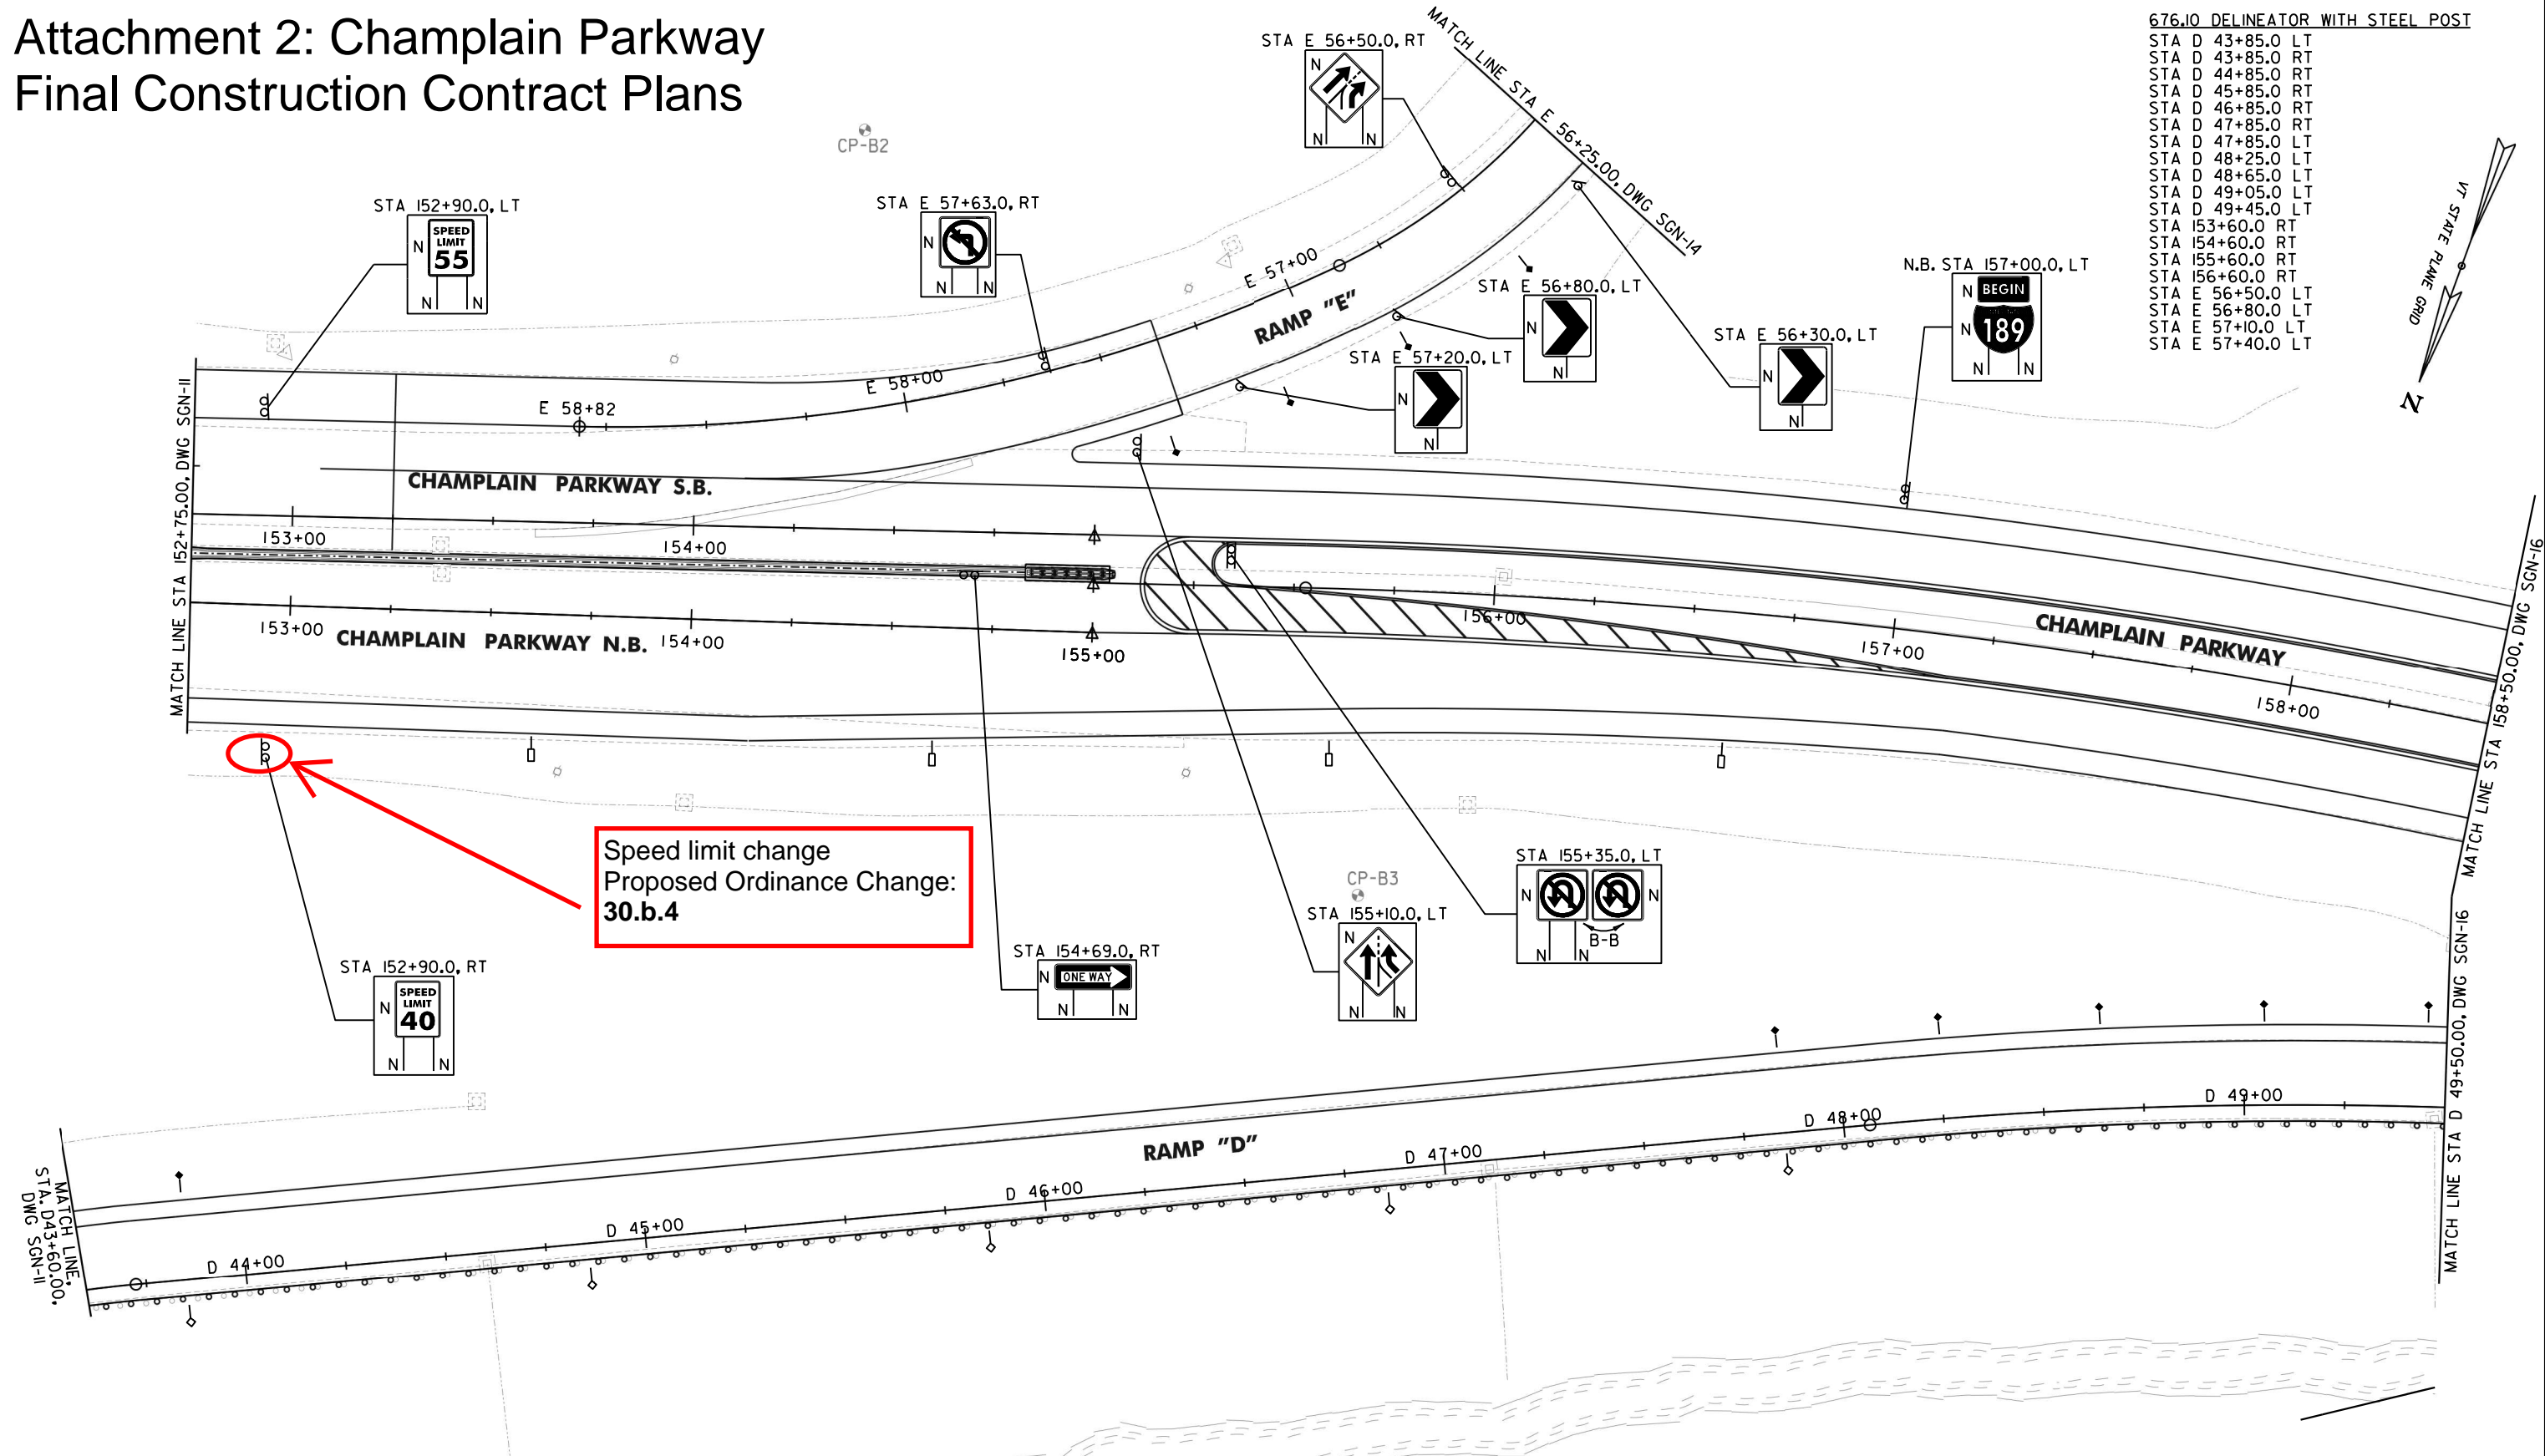 Attachment 2: Champlain Parkway
Final Construction Contract Plans
676.10 DELINEATOR WITH STEEL POST
STA D 43+85.0 LT
STA D 43+85.0 RT
STA D 44+85.0 RT
STA D 45+85.0 RT
STA D 46+85.0 RT
STA D 47+85.0 RT
STA D 47+85.0 LT
STA D 48+25.0 LT
STA D 48+65.0 LT
STA D 49+05.0 LT
STA D 49+45.0 LT
STA 153+60.0 RT
STA 154+60.0 RT
STA 155+60.0 RT
STA 156+60.0 RT
STA E 56+50.0 LT
STA E 56+80.0 LT
STA E 57+10.0 LT
STA E 57+40.0 LT
VT STATE PLANE GRID
N
MATCH LINE STA E 56+25.00, DWG SGN-14
STA E 56+50.0, RT
N
N N
CP-B2
STA 152+90.0, LT
SPEED
LIMIT
55
N
N N
STA E 57+63.0, RT
N
N N
E 57+00
RAMP "E"
STA E 56+80.0, LT
N
N
STA E 57+20.0, LT
N
N
STA E 56+30.0, LT
N
N
N.B. STA 157+00.0, LT
N BEGIN
N 189
N N
E 58+00
E 58+82
MATCH LINE STA 152+75.00, DWG SGN-11
CHAMPLAIN PARKWAY S.B.
153+00
154+00
153+00
CHAMPLAIN PARKWAY N.B.
154+00
155+00
156+00
157+00
CHAMPLAIN PARKWAY
158+00
MATCH LINE STA 158+50.00, DWG SGN-16
Speed limit change
Proposed Ordinance Change:
30.b.4
STA 152+90.0, RT
SPEED
LIMIT
40
N
N N
STA 154+69.0, RT
N ONE WAY
N N
CP-B3
STA 155+10.0, LT
N
N N
STA 155+35.0, LT
N N
B-B
N N
MATCH LINE,
STA. D43+60.00,
DWG SGN-11
D 44+00
D 45+00
D 46+00
RAMP "D"
D 47+00
D 48+00
D 49+00
MATCH LINE STA D 49+50.00, DWG SGN-16